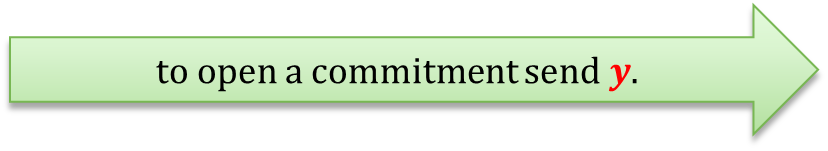 to open a commitment send y.